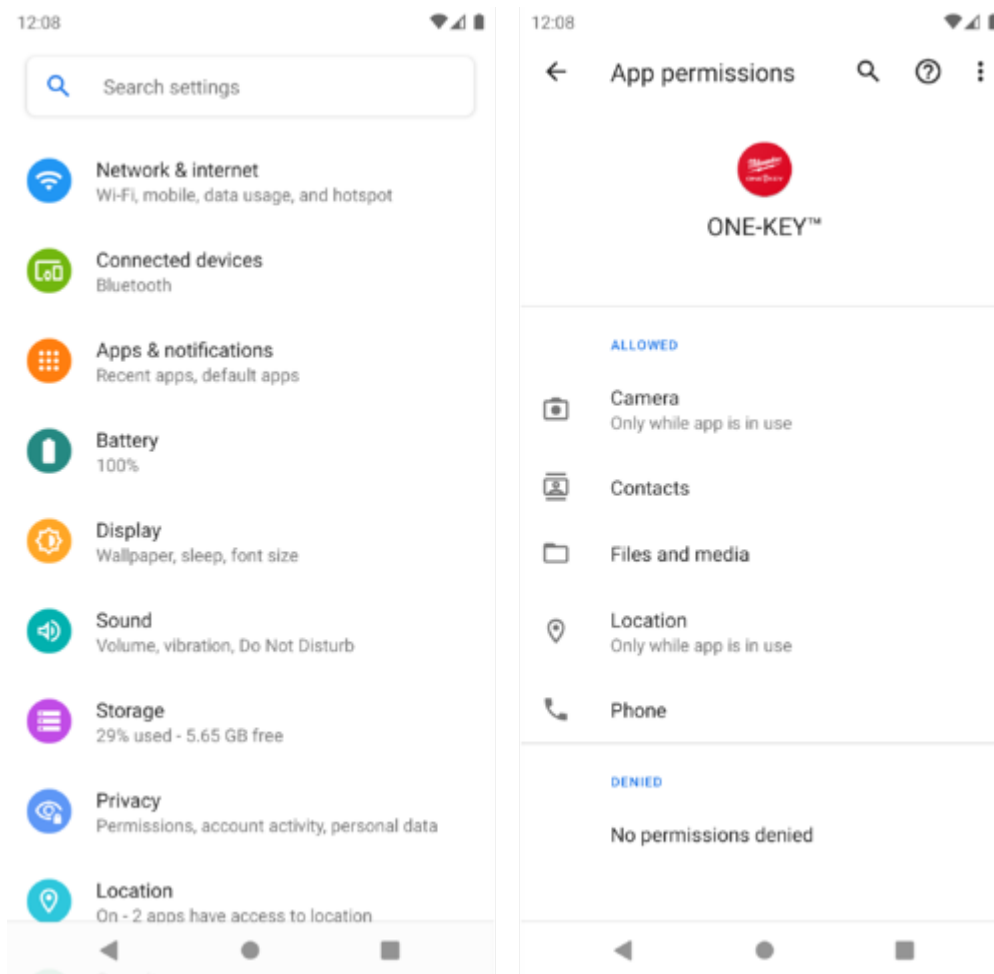 12:08
Search settings
Network & internet
Wi-Fi, mobile, data usage, and hotspot
Connected devices
Bluetooth
Apps & notifications
Recent apps, default apps
Battery
100%
Display
Wallpaper, sleep, font size
Sound
Volume, vibration, Do Not Disturb
Storage
29% used - 5.65 GB free
Privacy
Permissions, account activity, personal data
Location
On - 2 apps have access to location
12:08
App permissions
Milwaukee
ONE-KEY
ONE-KEY™
ALLOWED
Camera
Only while app is in use
Contacts
Files and media
Location
Only while app is in use
Phone
DENIED
No permissions denied